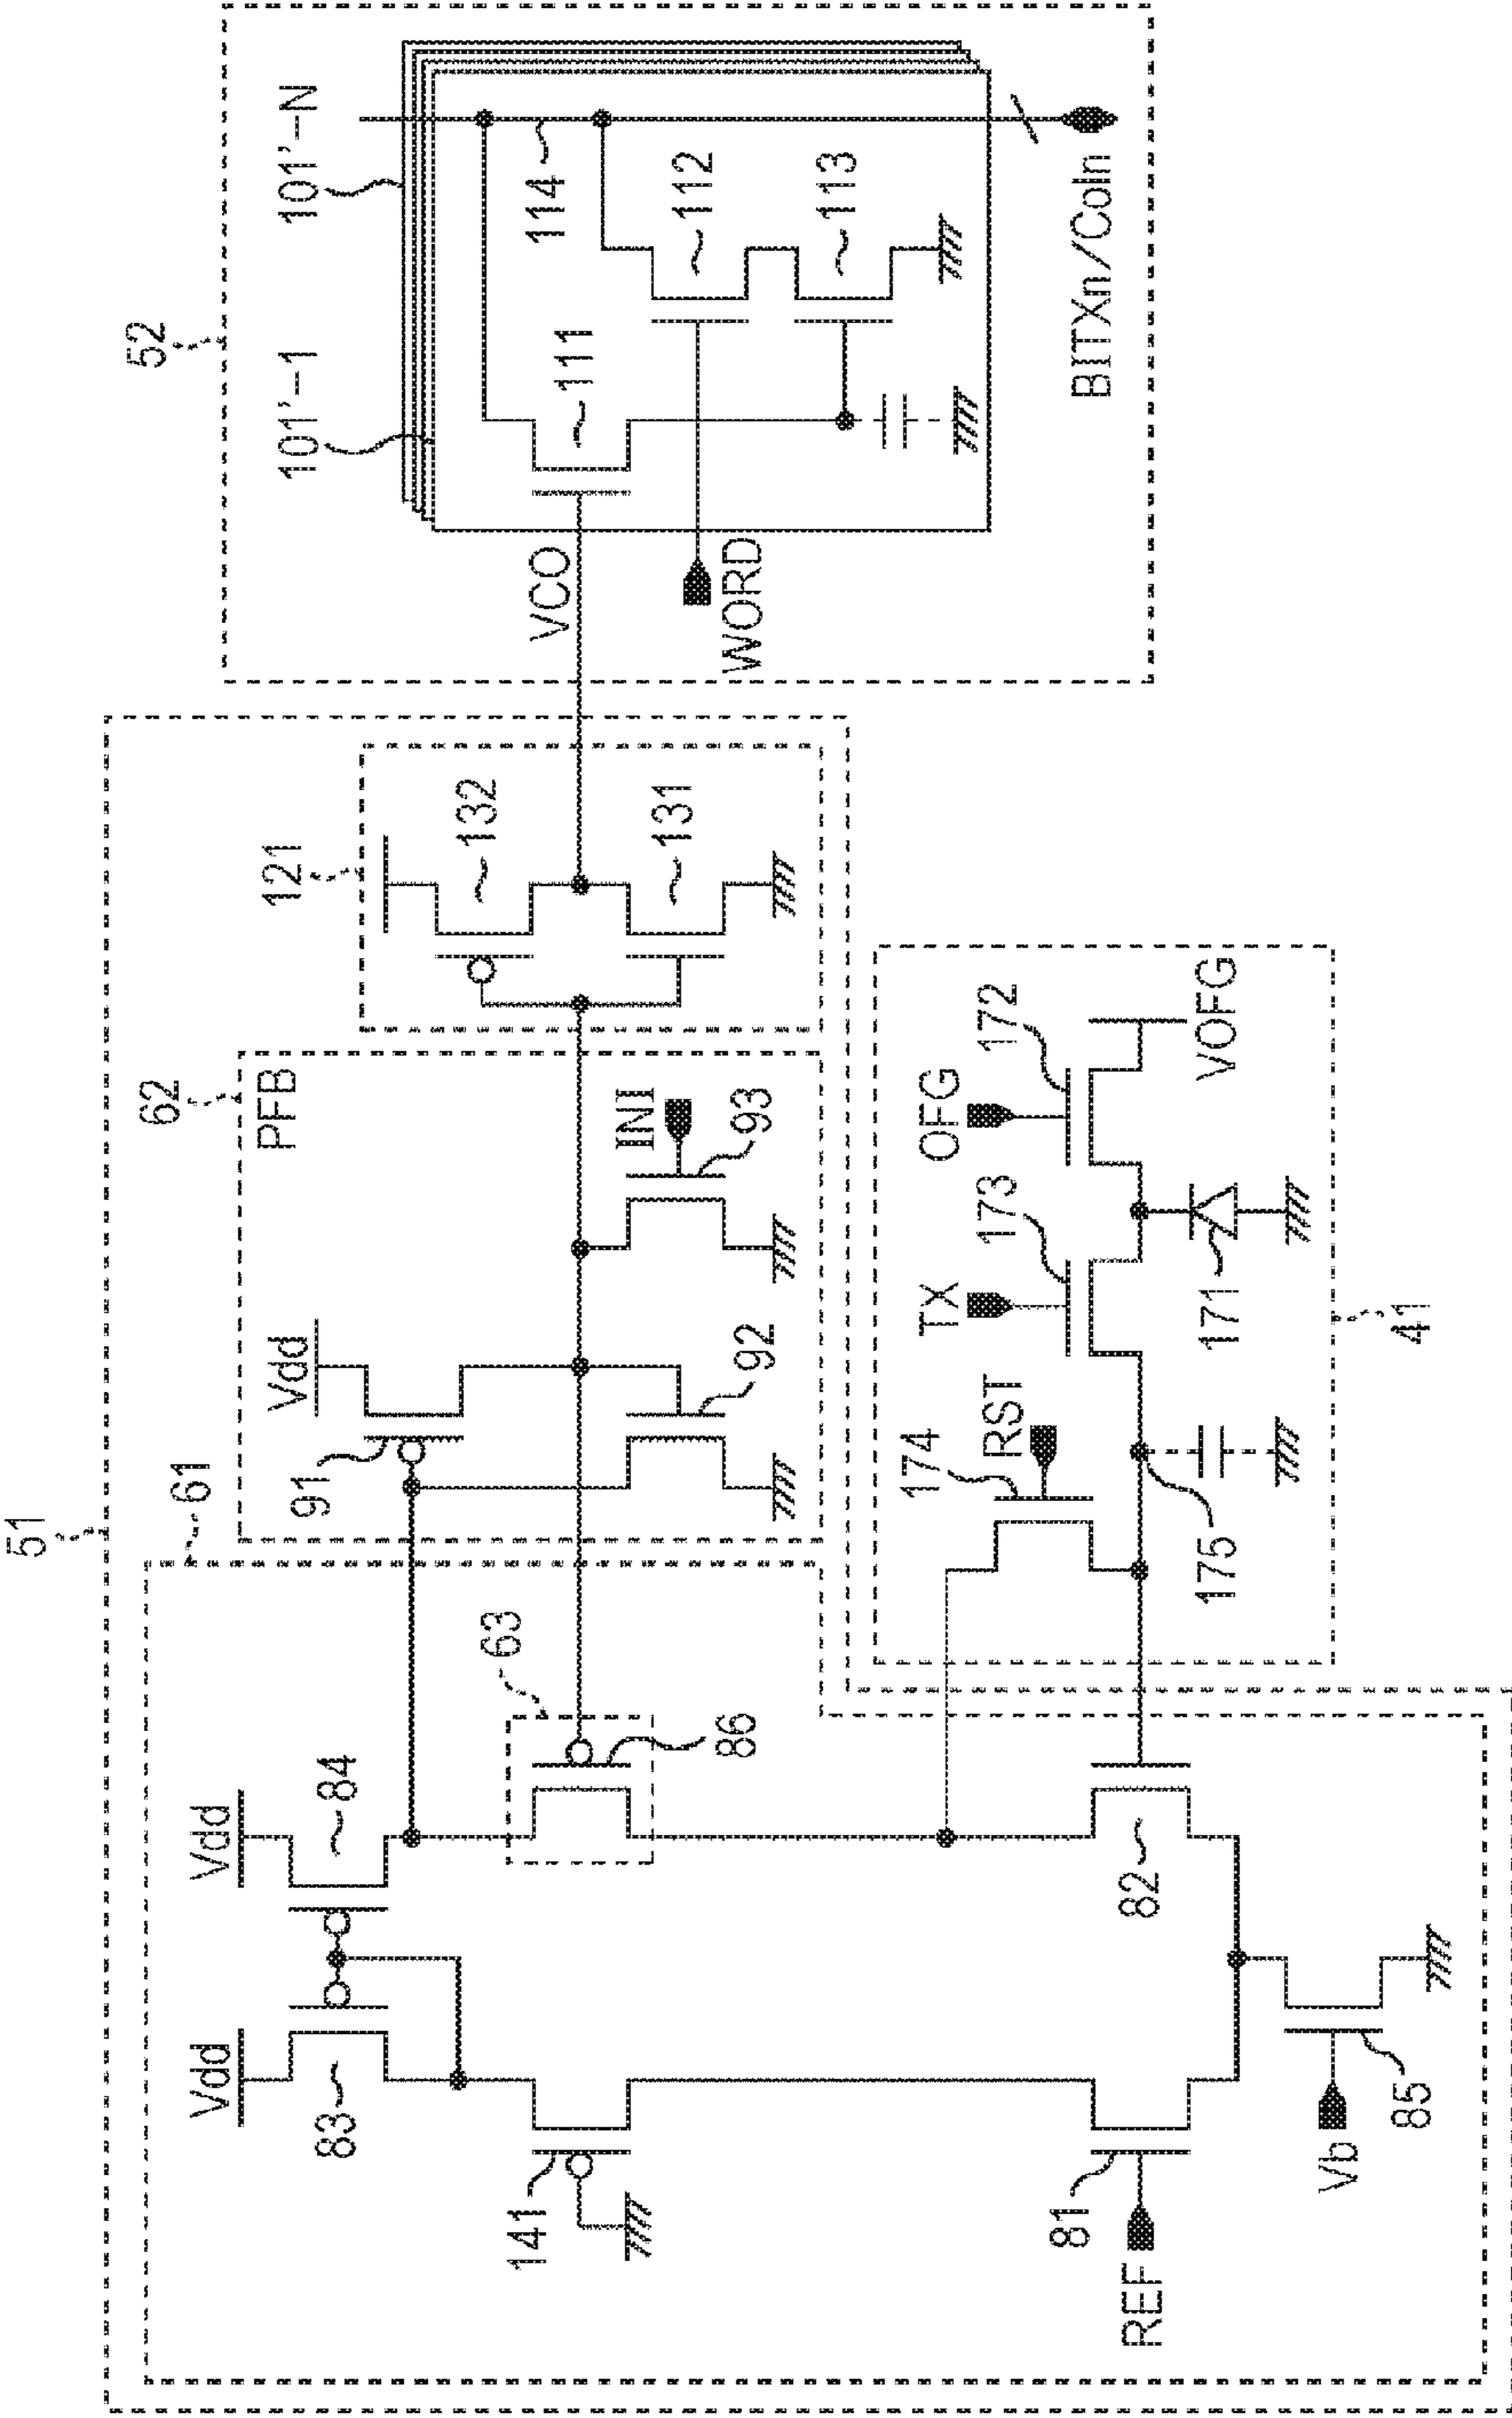 51
61
62
PFB
121
52
101'-1
101'-N
Vdd
83
Vdd
84
Vdd
91
132
111
114
141
63
86
92
INI
93
131
VCO
WORD
112
113
BITXn/Coln
REF
81
82
Vb
85
174
RST
175
TX
173
OFG
172
171
VOFG
41